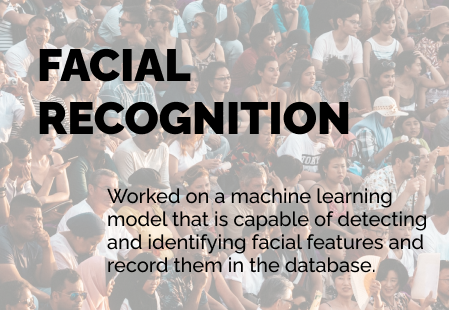 FACIAL
RECOGNITION
Worked on a machine learning
model that is capable of detecting
and identifying facial features and
record them in the database.